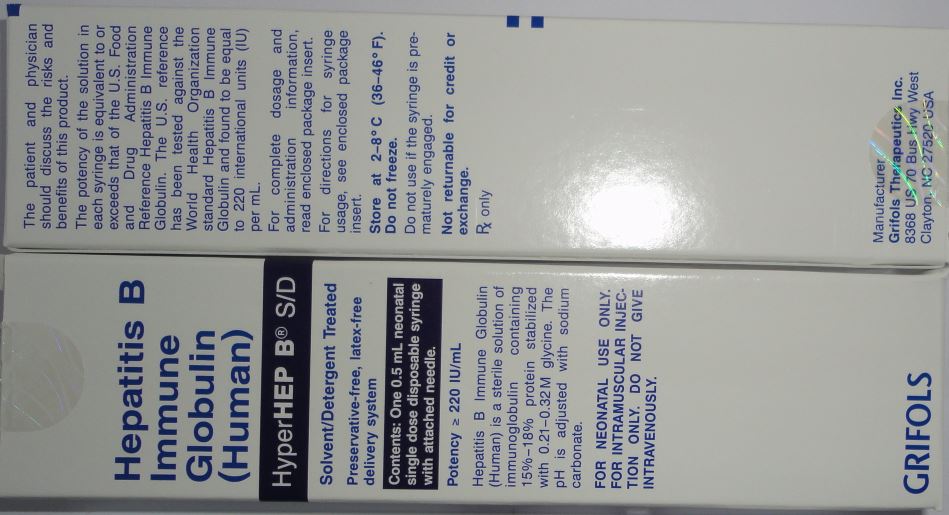 Hepatitis B
Immune
Globulin
(Human)
HyperHEP B® S/D
Solvent/Detergent Treated
Preservative-free, latex-free
delivery system
Contents: One 0.5 mL neonatal
single dose disposable syringe
with attached needle.
Potency ≥ 220 IU/mL
Hepatitis B Immune Globulin
(Human) is a sterile solution of
immunoglobulin containing
15%–18% protein stabilized
with 0.21–0.32 M glycine. The
pH is adjusted with sodium
carbonate.
FOR NEONATAL USE ONLY.
FOR INTRAMUSCULAR INJEC-
TION ONLY. DO NOT GIVE
INTRAVENOUSLY.
GRIFOLS
The patient and physician
should discuss the risks and
benefits of this product.
The potency of the solution in
each syringe is equivalent to or
exceeds that of the U.S. Food
and Drug Administration
Reference Hepatitis B Immune
Globulin. The U.S. reference
has been tested against the
World Health Organization
standard Hepatitis B Immune
Globulin and found to be equal
to 220 international units (IU)
per mL.
For complete dosage and
administration information,
read enclosed package insert.
For directions for syringe
usage, see enclosed package
insert.
Store at 2–8° C (36–46° F).
Do not freeze.
Do not use if the syringe is pre-
maturely engaged.
Not returnable for credit or
exchange.
Rx only
Manufacturer
Grifols Therapeutics Inc.
8368 US 70 Bus Hwy West
Clayton, NC 27520 USA